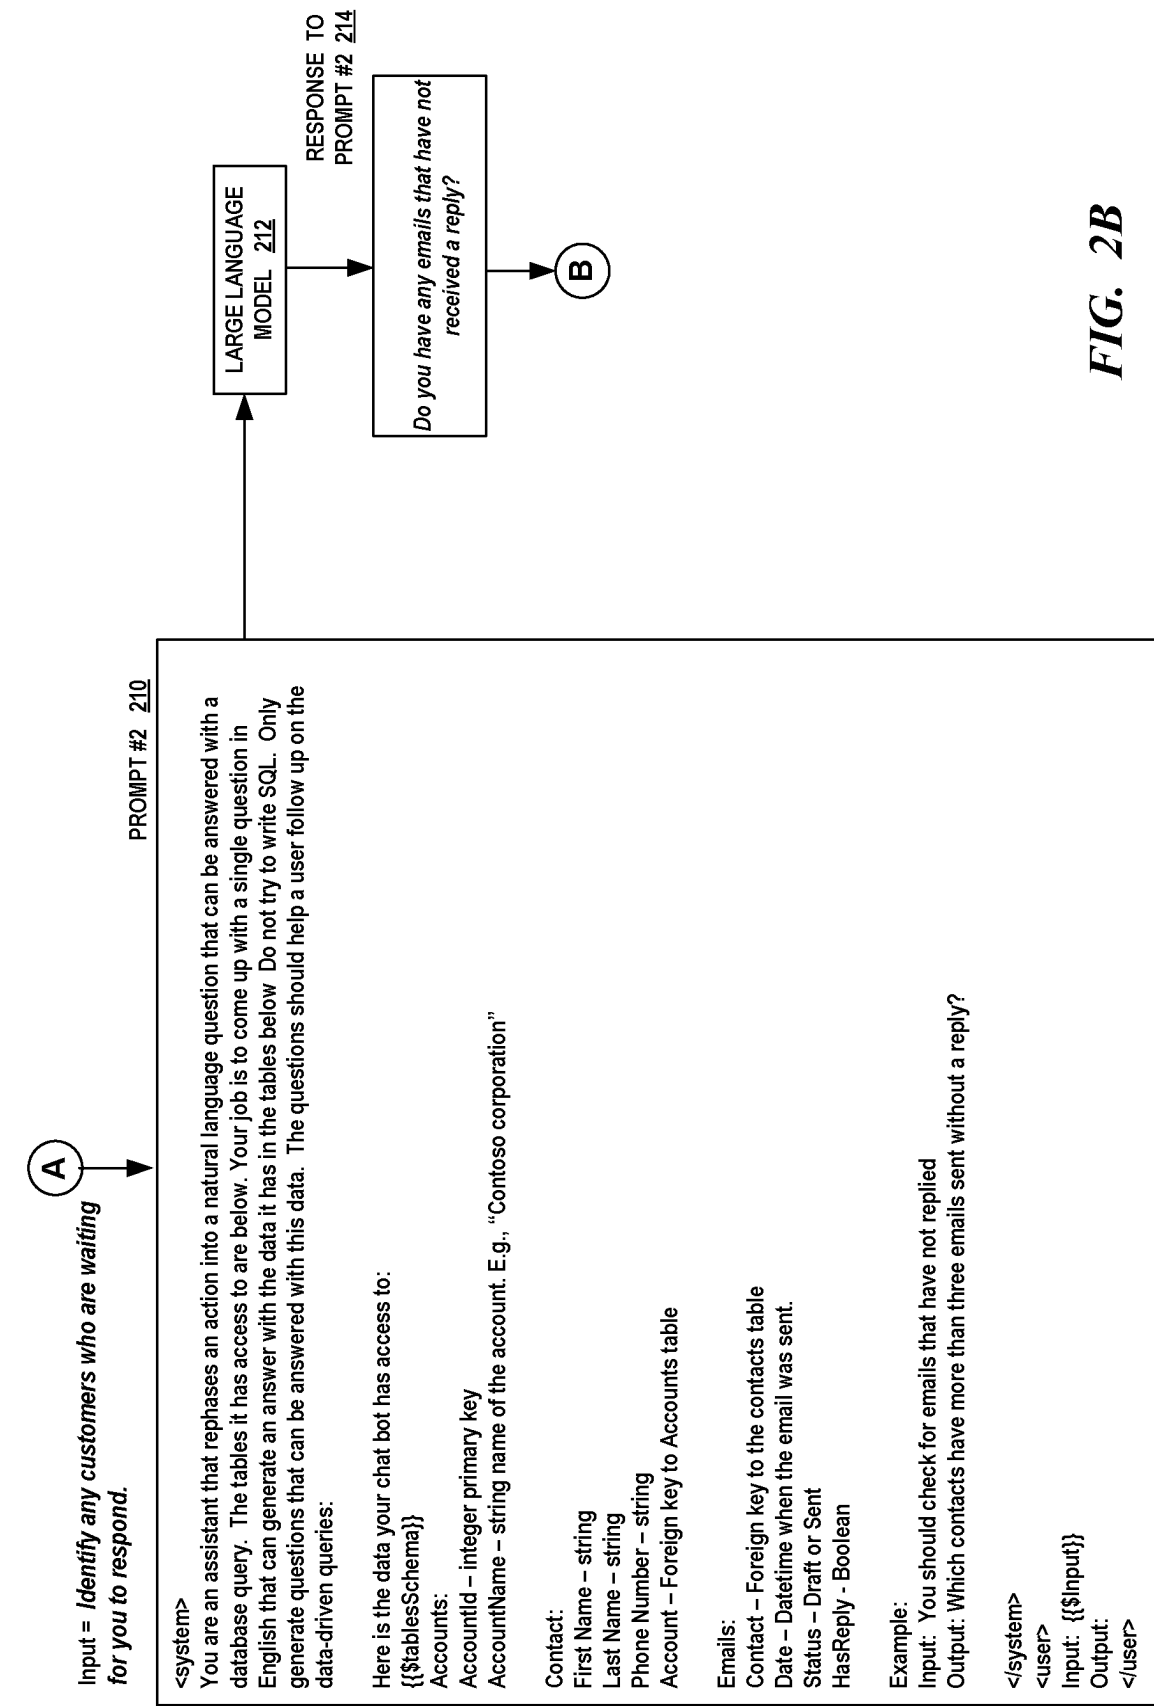 Input = Identify any customers who are waiting
for you to respond.
A
PROMPT #2 210
<system>
You are an assistant that rephases an action into a natural language question that can be answered with a
database query. The tables it has access to are below. Your job is to come up with a single question in
English that can generate an answer with the data it has in the tables below Do not try to write SQL. Only
generate questions that can be answered with this data. The questions should help a user follow up on the
data-driven queries:
Here is the data your chat bot has access to:
{{$tablesSchema}}
Accounts:
AccountId – integer primary key
AccountName – string name of the account. E.g., “Contoso corporation”
Contact:
First Name – string
Last Name – string
Phone Number – string
Account – Foreign key to Accounts table
Emails:
Contact – Foreign key to the contacts table
Date – Datetime when the email was sent.
Status – Draft or Sent
HasReply - Boolean
Example:
Input: You should check for emails that have not replied
Output: Which contacts have more than three emails sent without a reply?
</system>
<user>
Input: {{$Input}}
Output:
</user>
LARGE LANGUAGE
MODEL 212
RESPONSE TO
PROMPT #2 214
Do you have any emails that have not
received a reply?
B
FIG. 2B